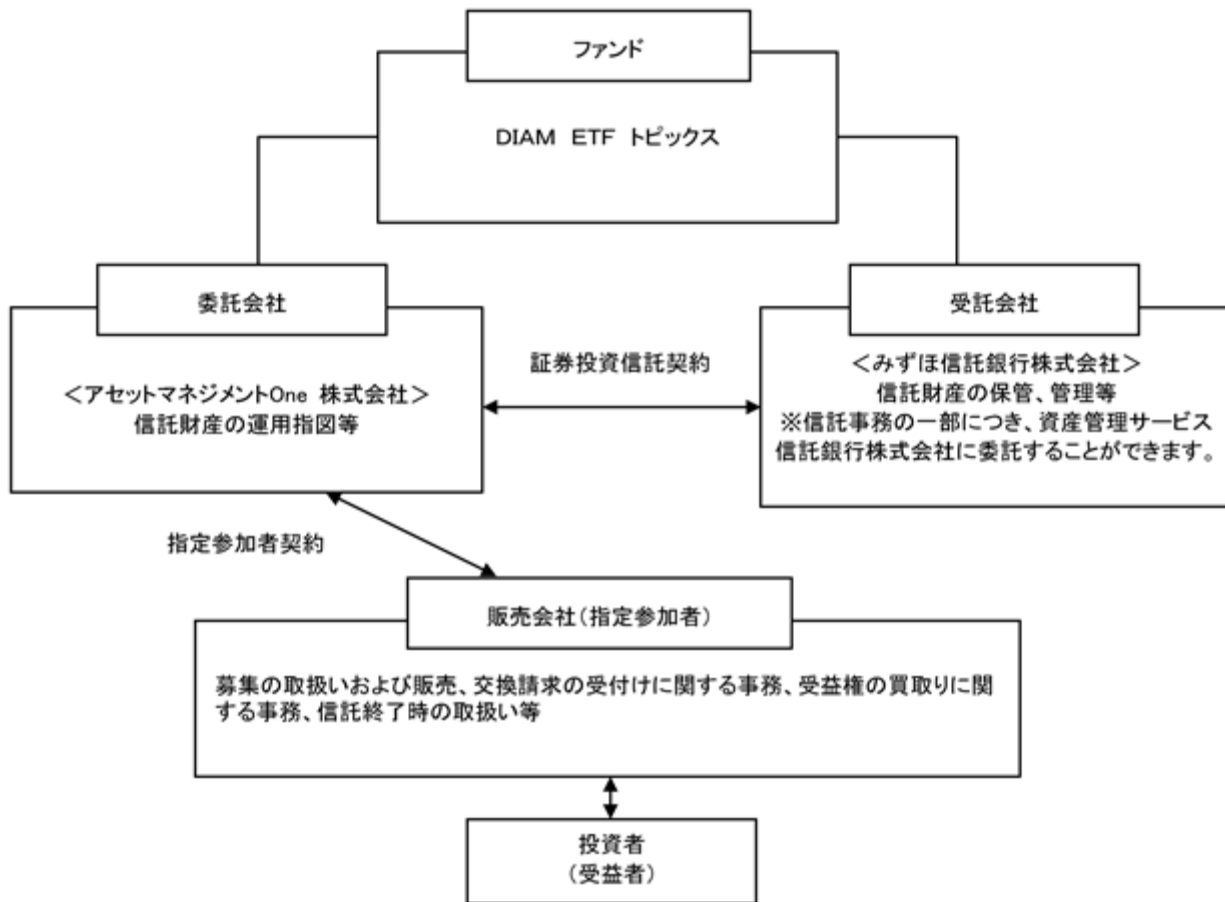 ファンド
DIAM ETF トピックス
委託会社
<アセットマネジメントOne 株式会社>
信託財産の運用指図等
証券投資信託契約
受託会社
<みずほ信託銀行株式会社>
信託財産の保管、管理等
※信託事務の一部につき、資産管理サービス
信託銀行株式会社に委託することができます。
指定参加者契約
販売会社(指定参加者)
募集の取扱いおよび販売、交換請求の受付けに関する事務、受益権の買取りに関
する事務、信託終了時の取扱い等
投資者
(受益者)